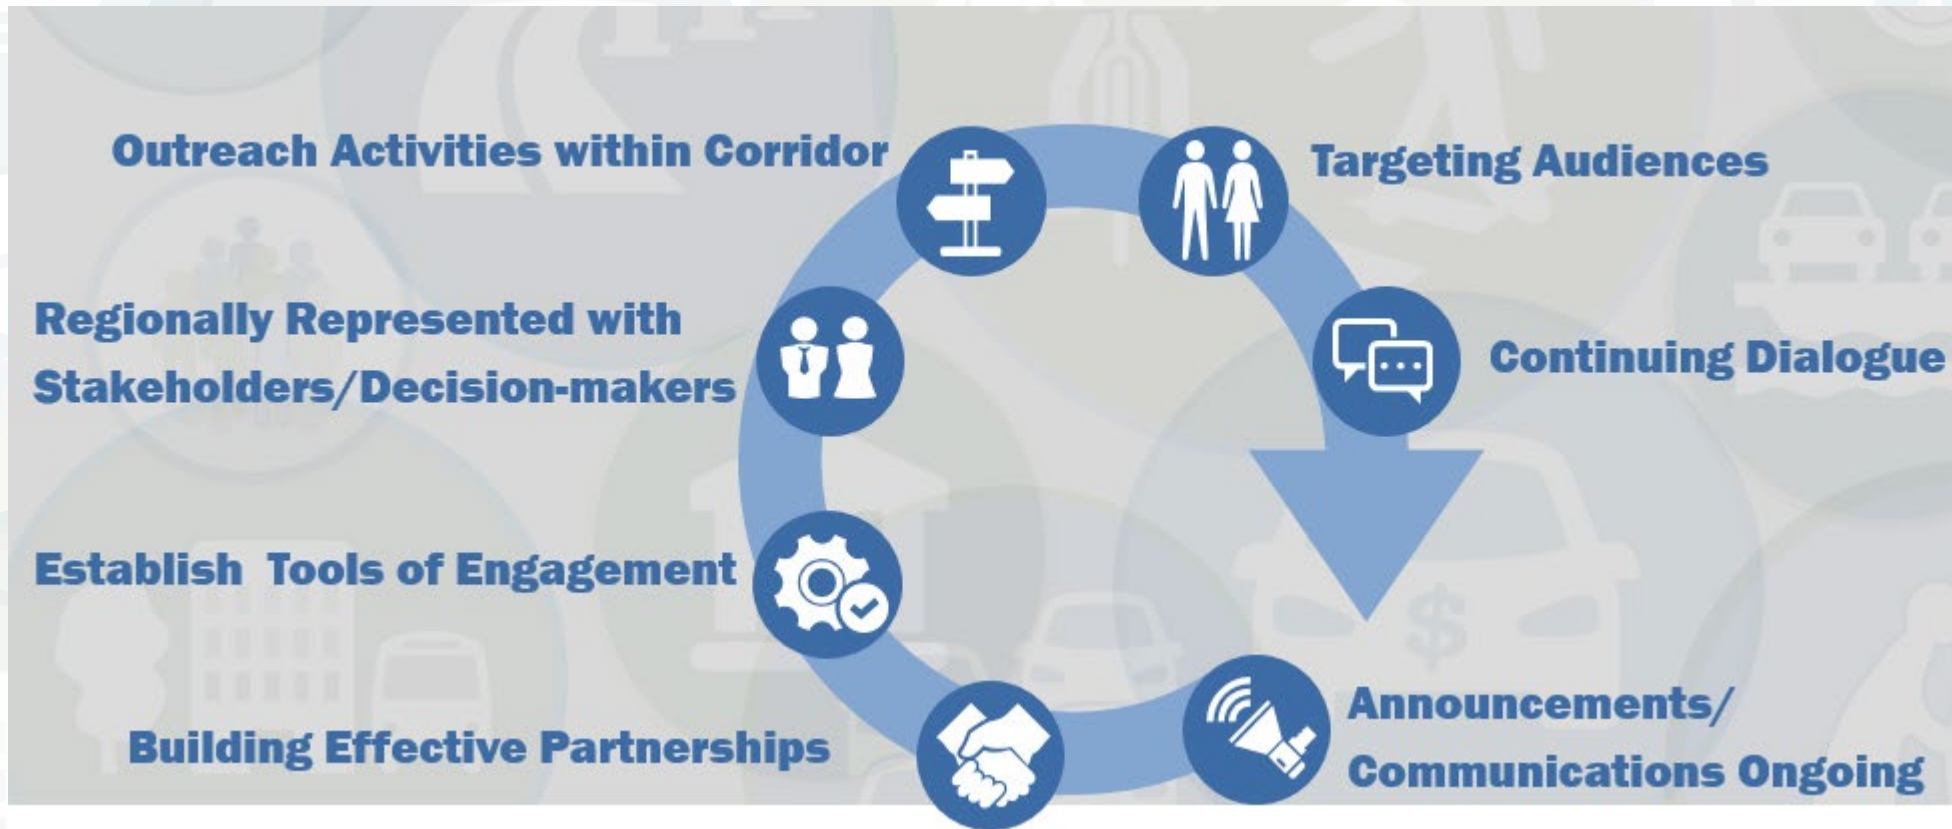 Outreach Activities within Corridor
Targeting Audiences
Regionally Represented with
Stakeholders/Decision-makers
Continuing Dialogue
Establish Tools of Engagement
Building Effective Partnerships
Announcements/
Communications Ongoing
$